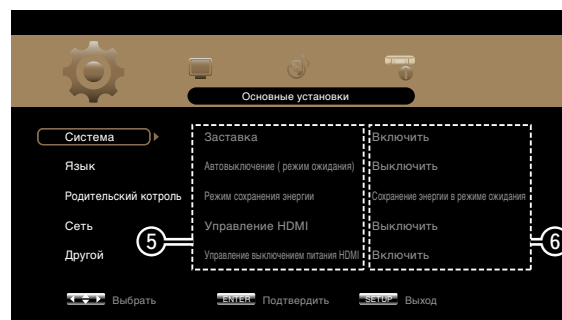 Основные установки
Система Заставка Включить
Язык Автовыключение ( режим ожидания) Выключить
Родительский котроль Режим сохранения энергии Сохранение энергии в режиме ожидания
Сеть Управление HDMI Выключить
5 6
Другой Управление выключением питания HDMI Включить
Выбрать ENTER Подтвердить SETUP Выход